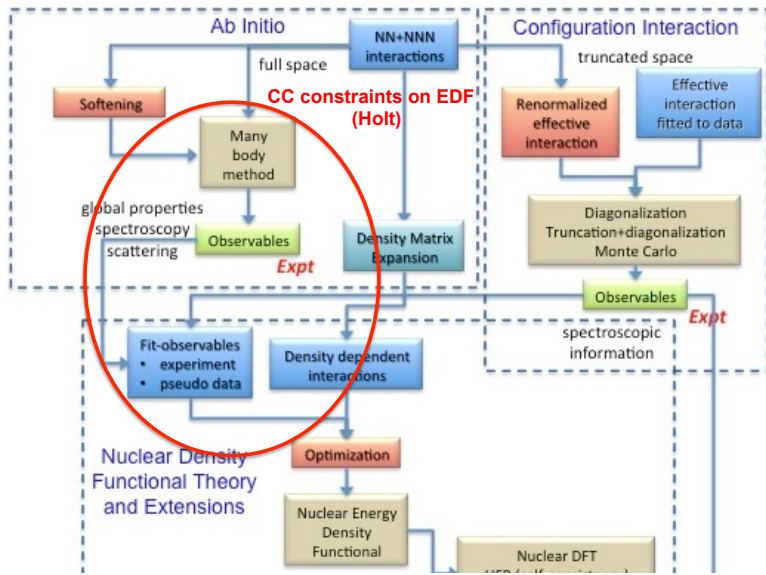 Ab Initio
NN+NNN
interactions
Configuration Interaction
full space
truncated space
Softening
CC constraints on EDF
(Holt)
Renormalized
effective
interaction
Effective
interaction
fitted to data
Many
body
method
global properties
spectroscopy
scattering
Observables
Expt
Density Matrix
Expansion
Diagonalization
Truncation+diagonalization
Monte Carlo
Observables
Expt
spectroscopic
information
Fit-observables
• experiment
• pseudo data
Density dependent
interactions
Nuclear Density
Functional Theory
and Extensions
Optimization
Nuclear Energy
Density
Functional
Nuclear DFT